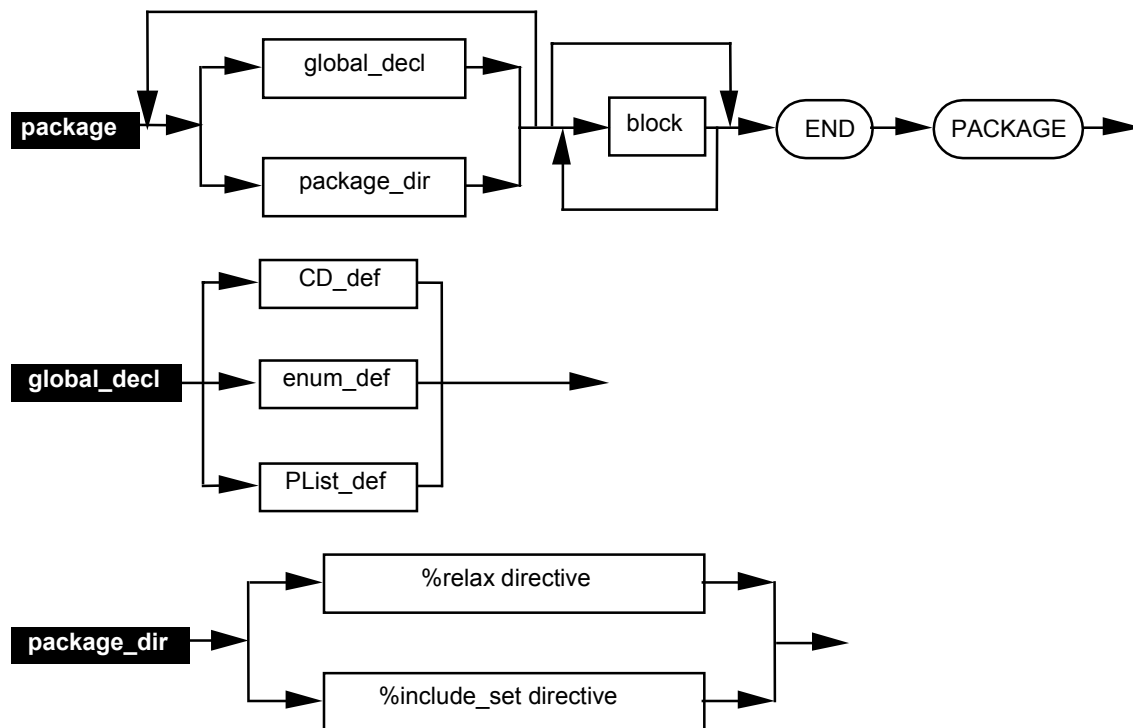 global_decl
package
block
END
PACKAGE
package_dir
CD_def
global_decl
enum_def
PList_def
%relax directive
package_dir
%include_set directive